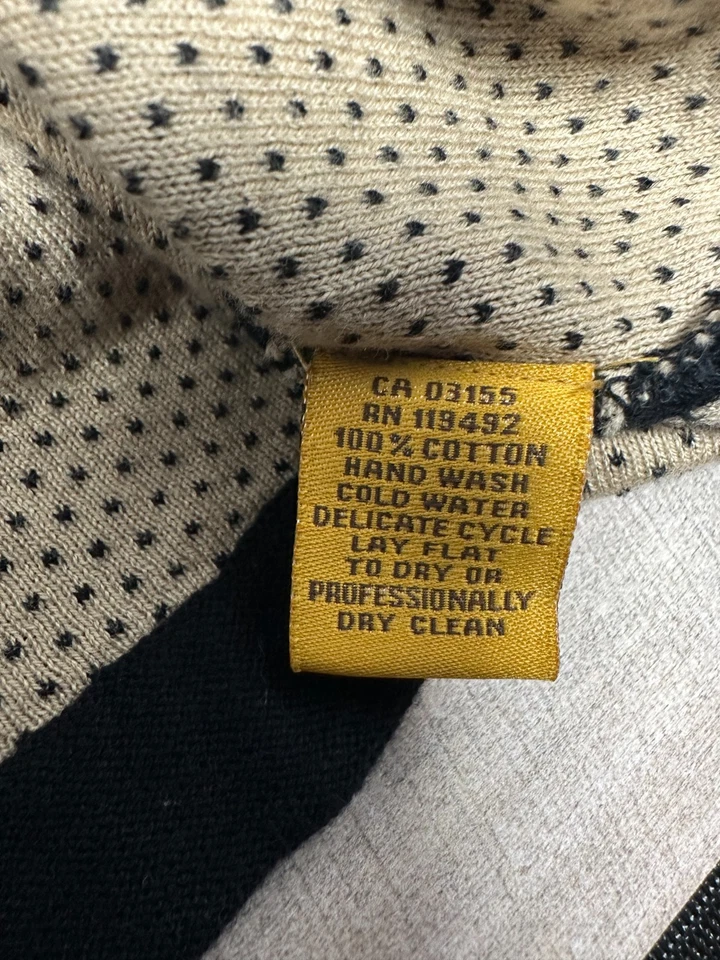 CA 03155
RN 119492
100% COTTON
HAND WASH
COLD WATER
DELICATE CYCLE
LAY FLAT
TO DRY OR
PROFESSIONALLY
DRY CLEAN